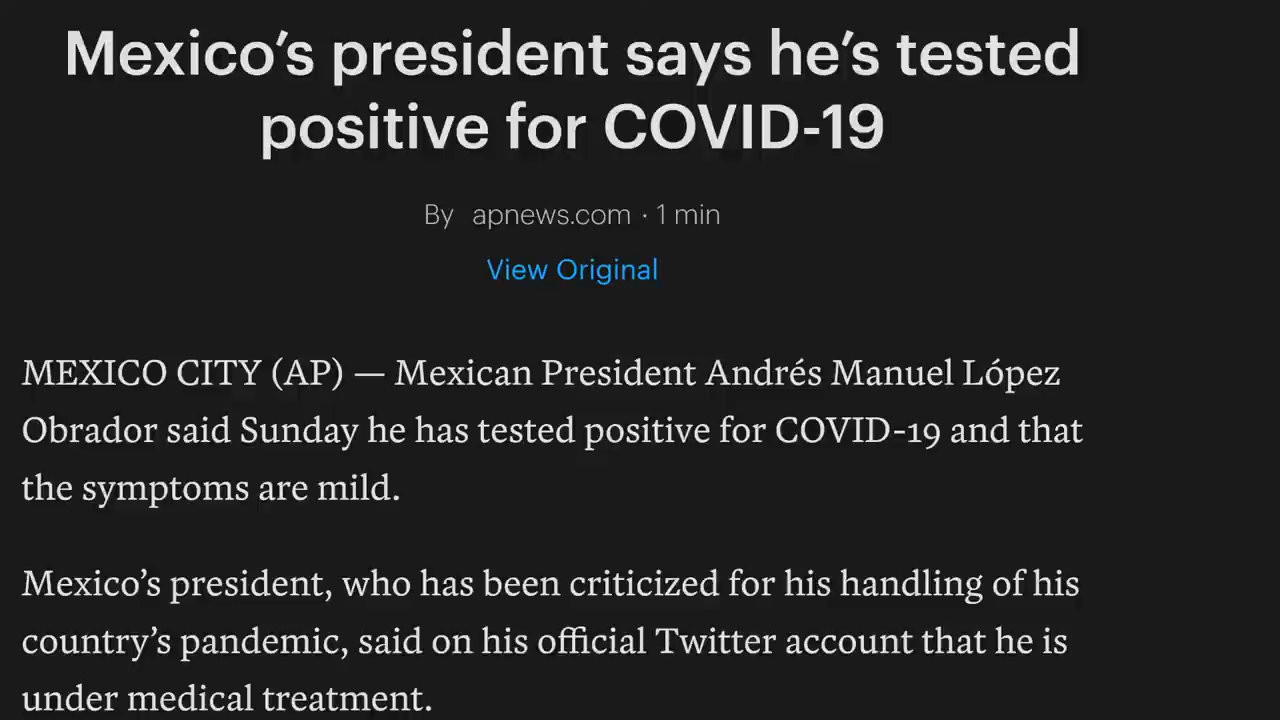 Mexico’s president says he’s tested
positive for COVID-19
By apnews.com · 1 min
View Original
MEXICO CITY (AP) — Mexican President Andrés Manuel López
Obrador said Sunday he has tested positive for COVID-19 and that
the symptoms are mild.
Mexico’s president, who has been criticized for his handling of his
country’s pandemic, said on his official Twitter account that he is
under medical treatment.